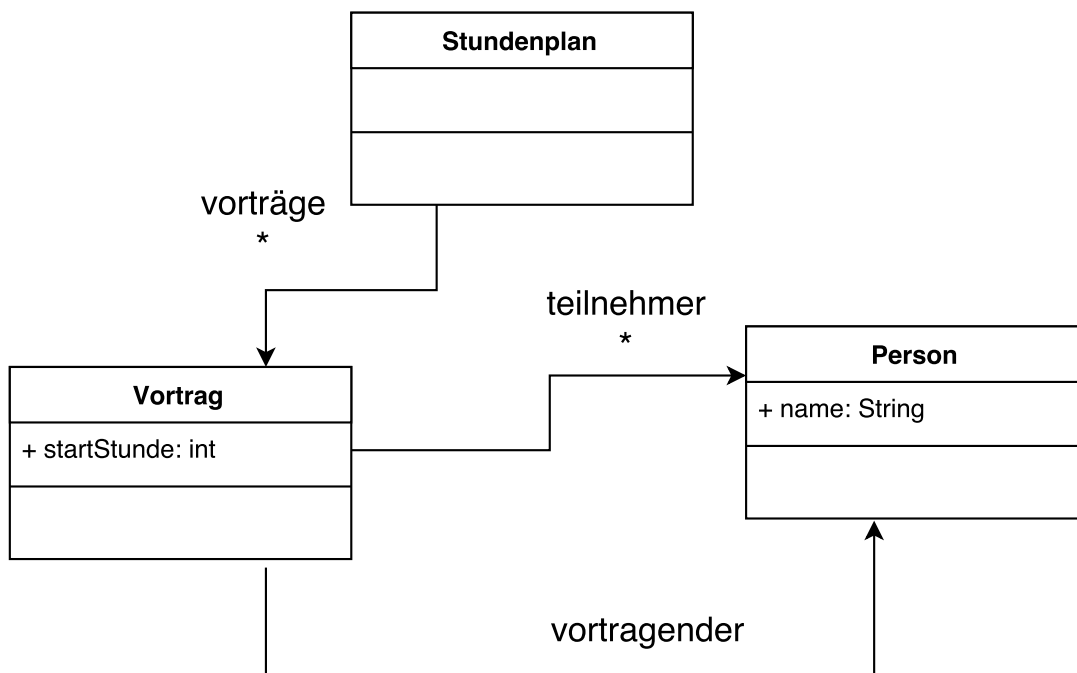 Stundenplan
vorträge
*
teilnehmer
*
Person
+ name: String
Vortrag
+ startStunde: int
vortragender